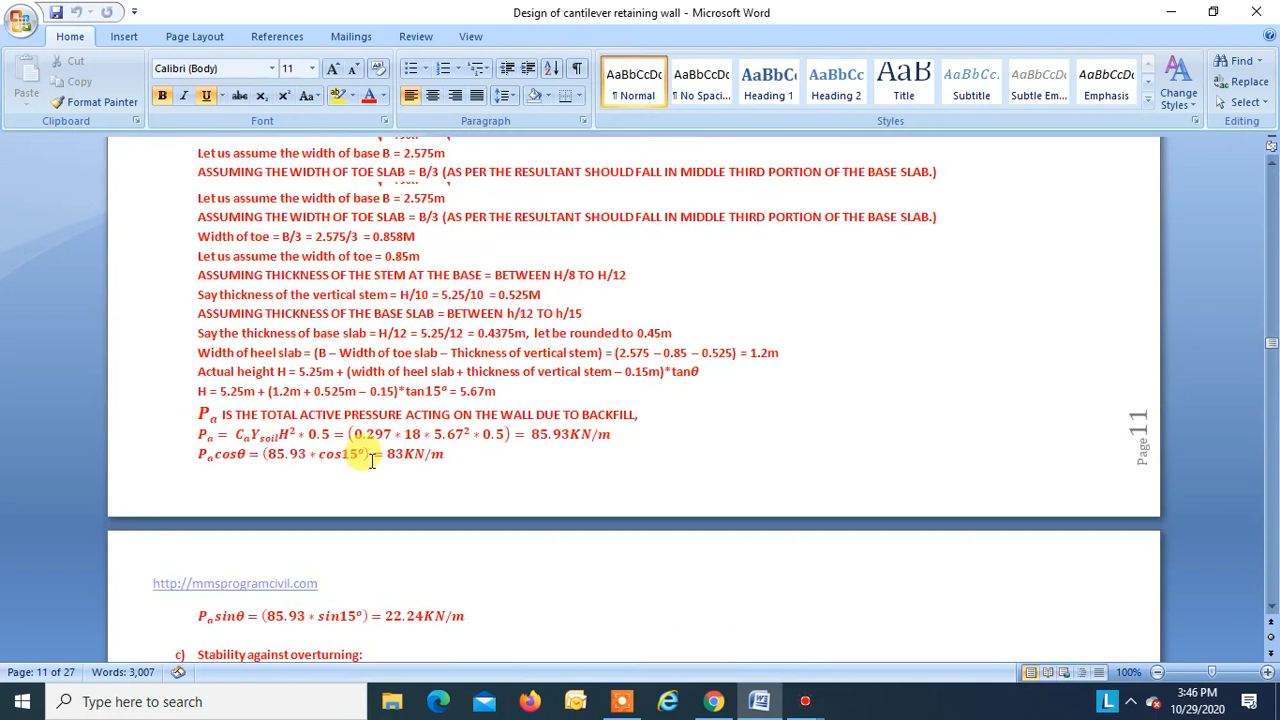 Design of cantilever retaining wall - Microsoft Word
Home Insert Page Layout References Mailings Review View
Paste
Cut
Copy
Format Painter
Clipboard
Calibri (Body) 11
Font
Paragraph
AaBbCcDc AaBbCcDc AaBbCc AaBbCc AaB AaBbCc. AaBbCcDc AaBbCcDc
¶ Normal ¶ No Spaci... Heading 1 Heading 2 Title Subtitle Subtle Em... Emphasis
Styles
Change Styles
Find
Replace
Select
Editing
Let us assume the width of base B = 2.575m
ASSUMING THE WIDTH OF TOE SLAB = B/3 (AS PER THE RESULTANT SHOULD FALL IN MIDDLE THIRD PORTION OF THE BASE SLAB.)
Let us assume the width of base B = 2.575m
ASSUMING THE WIDTH OF TOE SLAB = B/3 (AS PER THE RESULTANT SHOULD FALL IN MIDDLE THIRD PORTION OF THE BASE SLAB.)
Width of toe = B/3 = 2.575/3 = 0.858M
Let us assume the width of toe = 0.85m
ASSUMING THICKNESS OF THE STEM AT THE BASE = BETWEEN H/8 TO H/12
Say thickness of the vertical stem = H/10 = 5.25/10 = 0.525M
ASSUMING THE THICKNESS OF THE BASE SLAB = BETWEEN h/12 TO h/15
Say the thickness of base slab = H/12 = 5.25/12 = 0.4375m, let be rounded to 0.45m
Width of heel slab = (B – Width of toe slab – Thickness of vertical stem) = (2.575 – 0.85 – 0.525) = 1.2m
Actual height H = 5.25m + (width of heel slab + thickness of vertical stem – 0.15m)*tanθ
H = 5.25m + (1.2m + 0.525m – 0.15)*tan15° = 5.67m
Pa IS THE TOTAL ACTIVE PRESSURE ACTING ON THE WALL DUE TO BACKFILL,
Pa = CaYsoilH² * 0.5 = (0.297 * 18 * 5.67² * 0.5) = 85.93KN/m
Pacosθ = (85.93 * cos15°) = 83KN/m
Page 11
http://mmsprogramcivil.com
Pasinθ = (85.93 * sin15°) = 22.24KN/m
c) Stability against overturning:
Page: 11 of 27 Words: 3,007 100%
Type here to search
3:46 PM
10/29/2020